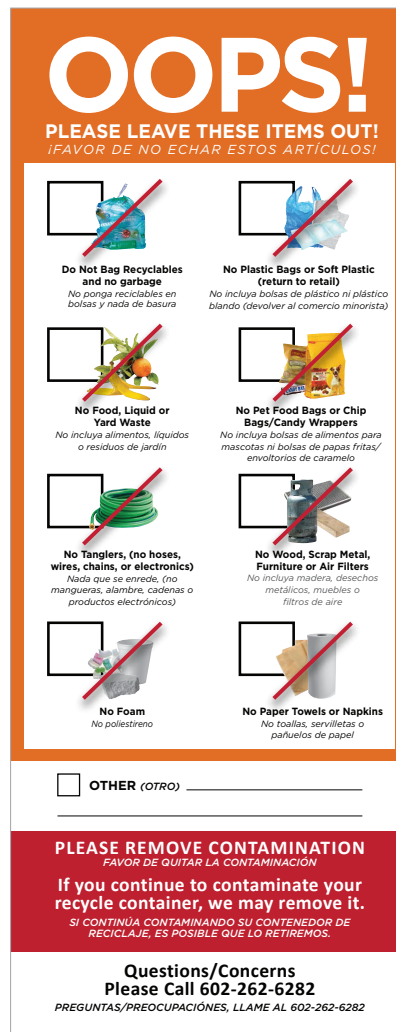 OOPS!
PLEASE LEAVE THESE ITEMS OUT!
¡FAVOR DE NO ECHAR ESTOS ARTÍCULOS!
Do Not Bag Recyclables
and no garbage
No ponga reciclables en
bolsas y nada de basura
No Plastic Bags or Soft Plastic
(return to retail)
No incluya bolsas de plástico ni plástico
blando (devolver al comercio minorista)
No Food, Liquid or
Yard Waste
No incluya alimentos, líquidos
o residuos de jardín
No Pet Food Bags or Chip
Bags/Candy Wrappers
No incluya bolsas de alimentos para
mascotas ni bolsas de papas fritas/
envoltorios de caramelo
No Tanglers, (no hoses,
wires, chains, or electronics)
Nada que se enrede, (no
mangueras, alambre, cadenas o
productos electrónicos)
No Wood, Scrap Metal,
Furniture or Air Filters
No incluya madera, desechos
metálicos, muebles o
filtros de aire
No Foam
No poliestireno
No Paper Towels or Napkins
No toallas, servilletas o
pañuelos de papel
OTHER (OTRO)
PLEASE REMOVE CONTAMINATION
FAVOR DE QUITAR LA CONTAMINACIÓN
If you continue to contaminate your
recycle container, we may remove it.
SI CONTINÚA CONTAMINANDO SU CONTENEDOR DE
RECICLAJE, ES POSIBLE QUE LO RETIREMOS.
Questions/Concerns
Please Call 602-262-6282
PREGUNTAS/PREOCUPACIÓNES, LLAME AL 602-262-6282